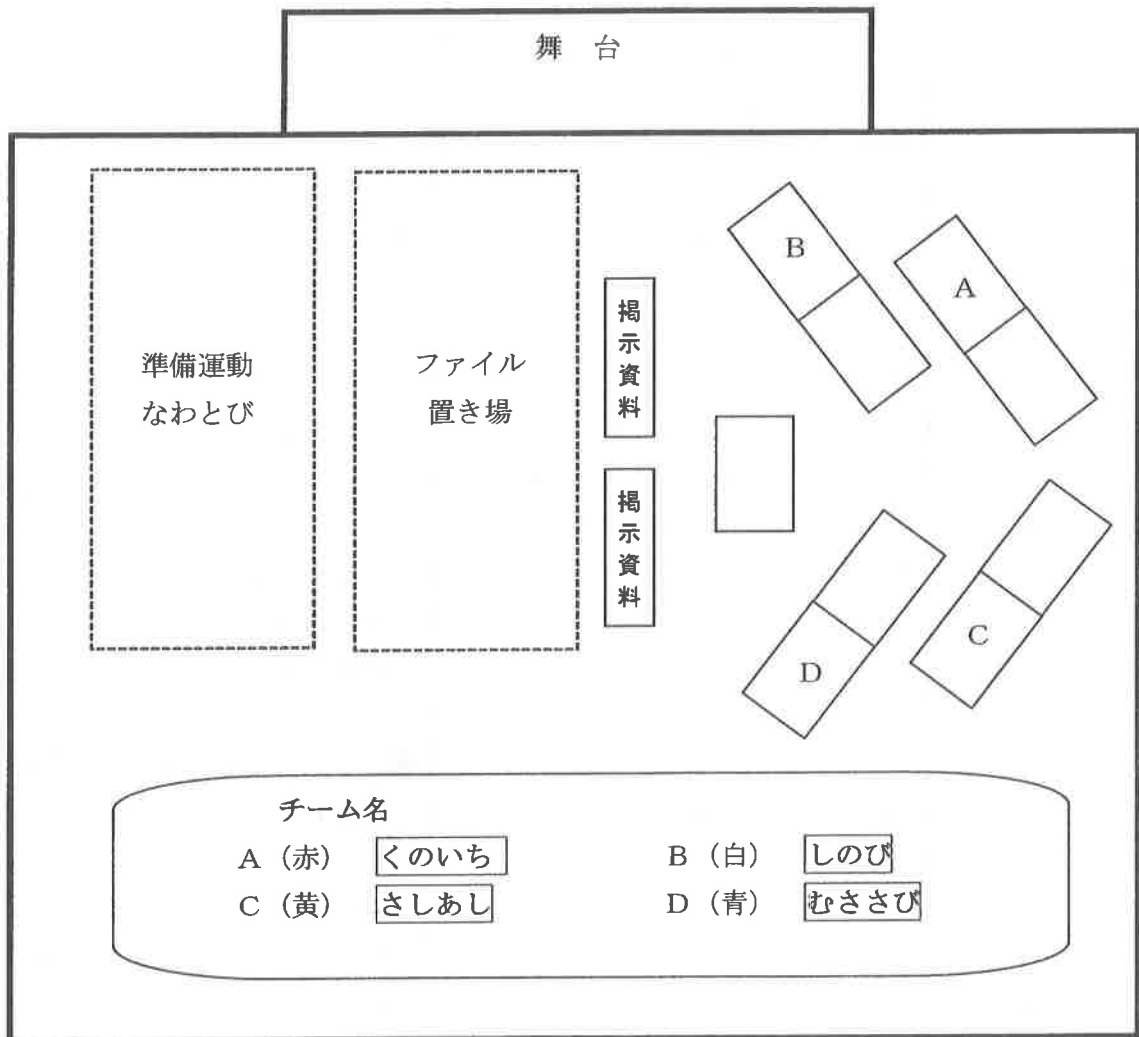 舞 台
準備運動
なわとび
ファイル
置き場
掲示資料
掲示資料
B
A
D
C
チーム名
A（赤） くのいち B（白） しのび
C（黄） さしあし D（青） むささび